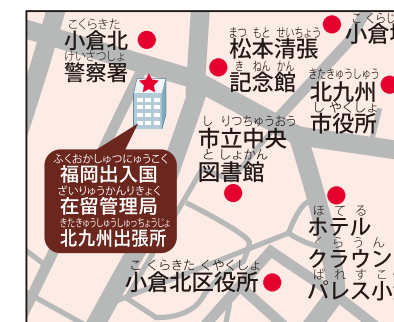 こくらきた
小倉北
けいさつしょ
警察署
まつ もと せいちょう
松本清張
き ねん かん
記念館
こくらじ
小倉
きたきゅうしゅう
北九州
し やくしょ
市役所
し りつちゅうおう
市立中央
と しょかん
図書館
ふくおかしゅつにゅうこく
福岡出入国
ざいりゅうかんりきょく
在留管理局
きたきゅうしゅうしゅっちょうじょ
北九州出張所
ほ て る
ホテル
く ら う ん
クラウン
ぱ れ す こ
パレス小
こ くらきた くやくしょ
小倉北区役所